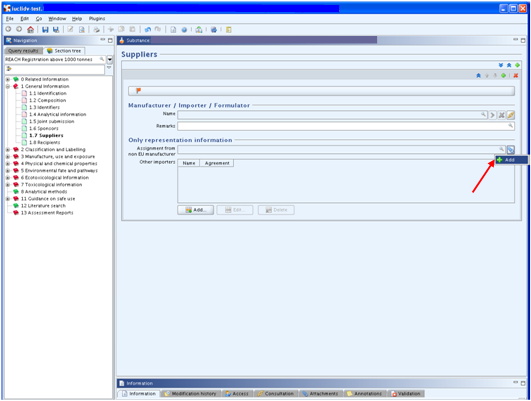 iuclidv-test.
File Edit Go Window Help Plugins
Navigation
Query results Section tree
REACH Registration above 1000 tonnes
0 Related Information
1 General information
1.1 Identification
1.2 Composition
1.3 Identifiers
1.4 Analytical information
1.5 Joint submission
1.6 Sponsors
1.7 Suppliers
1.8 Recipients
2 Classification and Labelling
3 Manufacture, use and exposure
4 Physical and chemical properties
5 Environmental fate and pathways
6 Ecotoxicological Information
7 Toxicological information
8 Analytical methods
11 Guidance on safe use
12 Literature search
13 Assessment Reports
Substance
Suppliers
Manufacturer / Importer / Formulator
Name
Remarks
Only representation information
Assignment from
non EU manufacturer
Add
Other Importers
Name Agreement
Add... Edit... Delete
Information
Information Modification history Access Consultation Attachments Annotations Validation